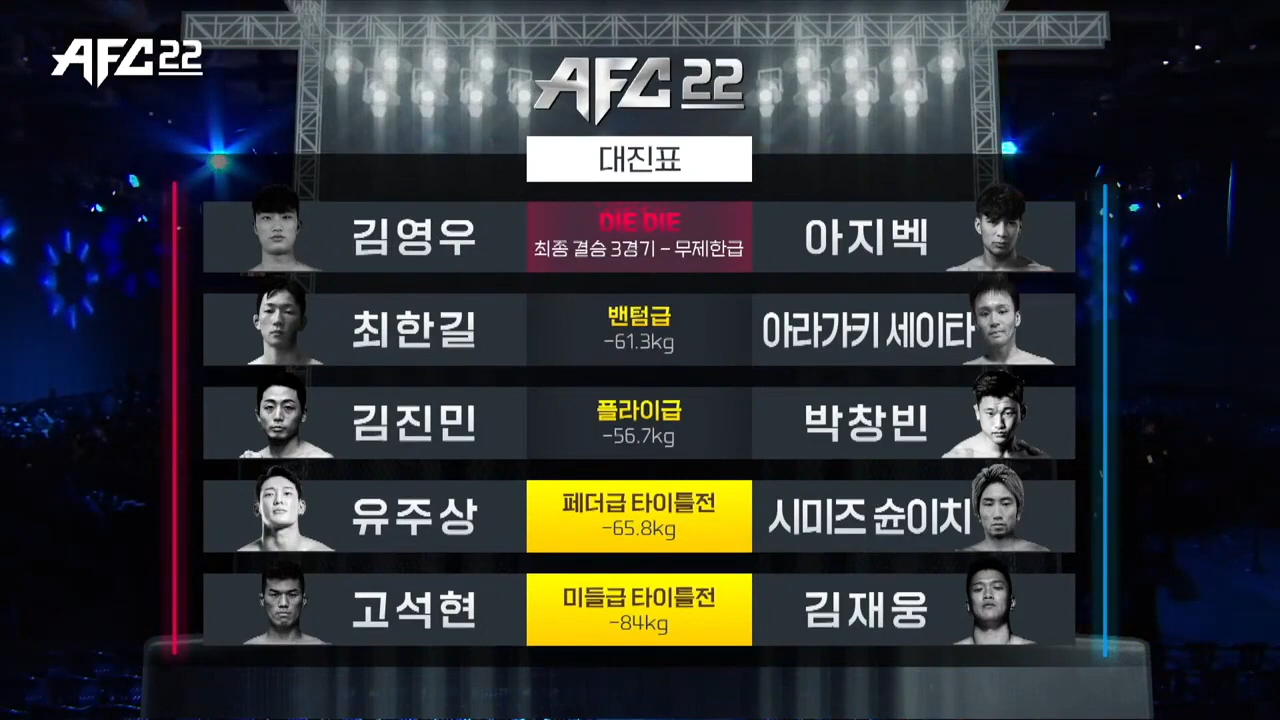 AFC 22
AFC 22
대진표
김영우
DIE DIE
최종 결승 3경기 - 무제한급
아지벡
최한길
밴텀급
-61.3kg
아라가키 세이타
김진민
플라이급
-56.7kg
박창빈
유주상
페더급 타이틀전
-65.8kg
시미즈 슌이치
고석현
미들급 타이틀전
-84kg
김재웅